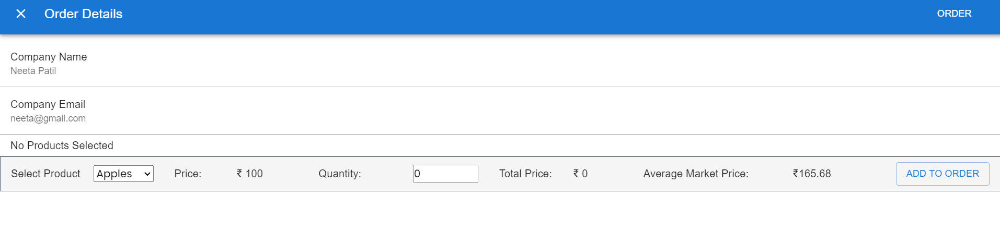 Order Details ORDER
Company Name
Neeta Patil
Company Email
neeta@gmail.com
No Products Selected
Select Product Apples Price: ₹ 100 Quantity: 0 Total Price: ₹ 0 Average Market Price: ₹165.68 ADD TO ORDER